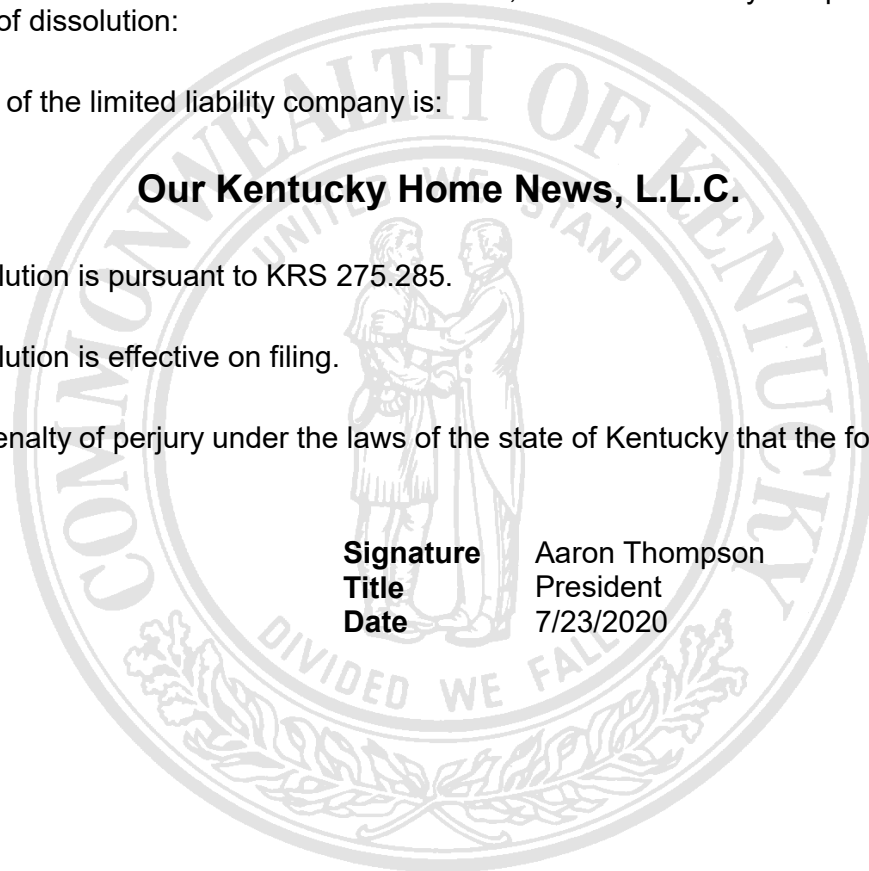 of dissolution:
of the limited liability company is:
Our Kentucky Home News, L.L.C.
lution is pursuant to KRS 275.285.
lution is effective on filing.
enalty of perjury under the laws of the state of Kentucky that the fo
Signature Aaron Thompson
Title President
Date 7/23/2020
COMMONWEALTH OF KENTUCKY
UNITED WE STAND
DIVIDED WE FALL